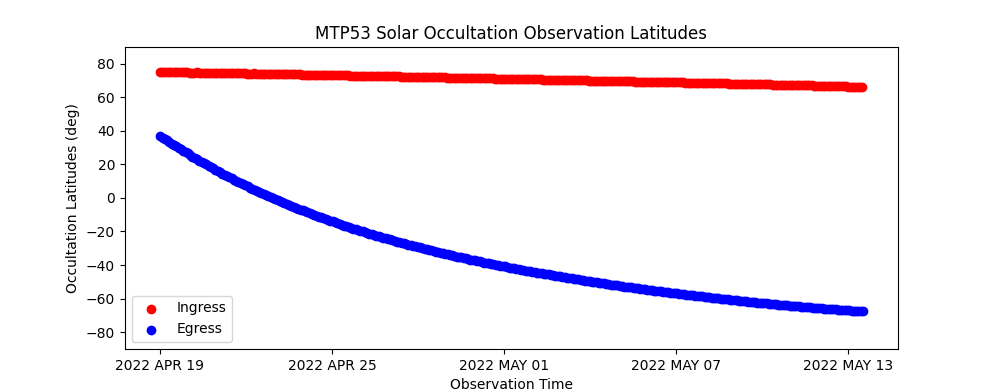 MTP53 Solar Occultation Observation Latitudes
Occultation Latitudes (deg)
80
60
40
20
0
−20
−40
−60
−80
Ingress
Egress
2022 APR 19
2022 APR 25
2022 MAY 01
2022 MAY 07
2022 MAY 13
Observation Time